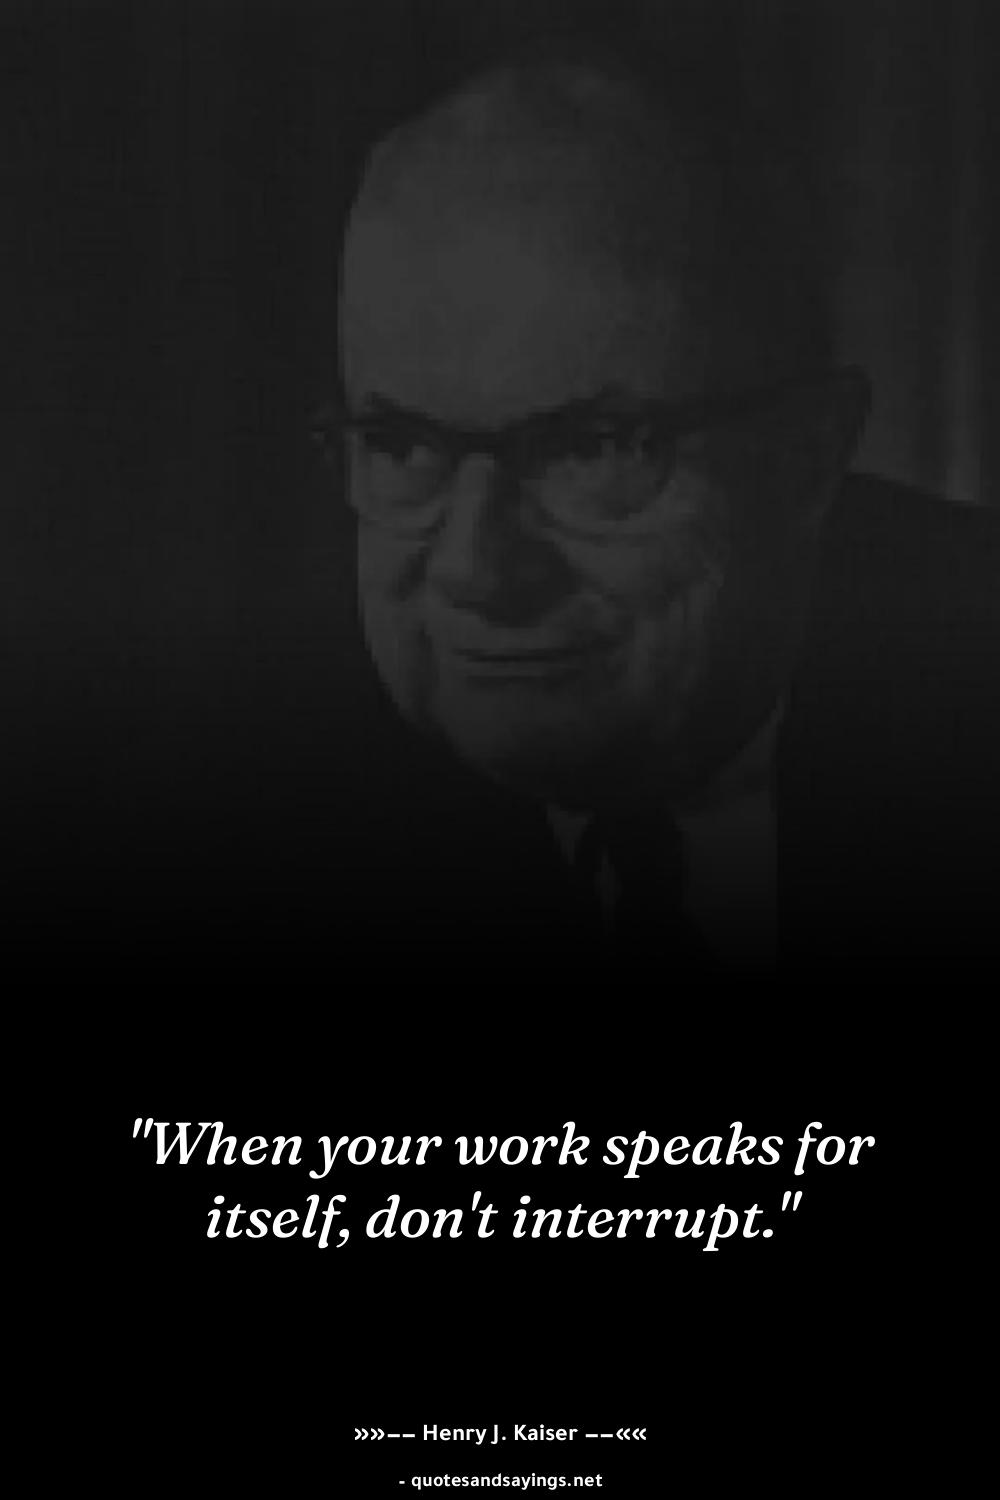 "When your work speaks for
itself, don't interrupt."
»»–– Henry J. Kaiser ––««
- quotesandsayings.net